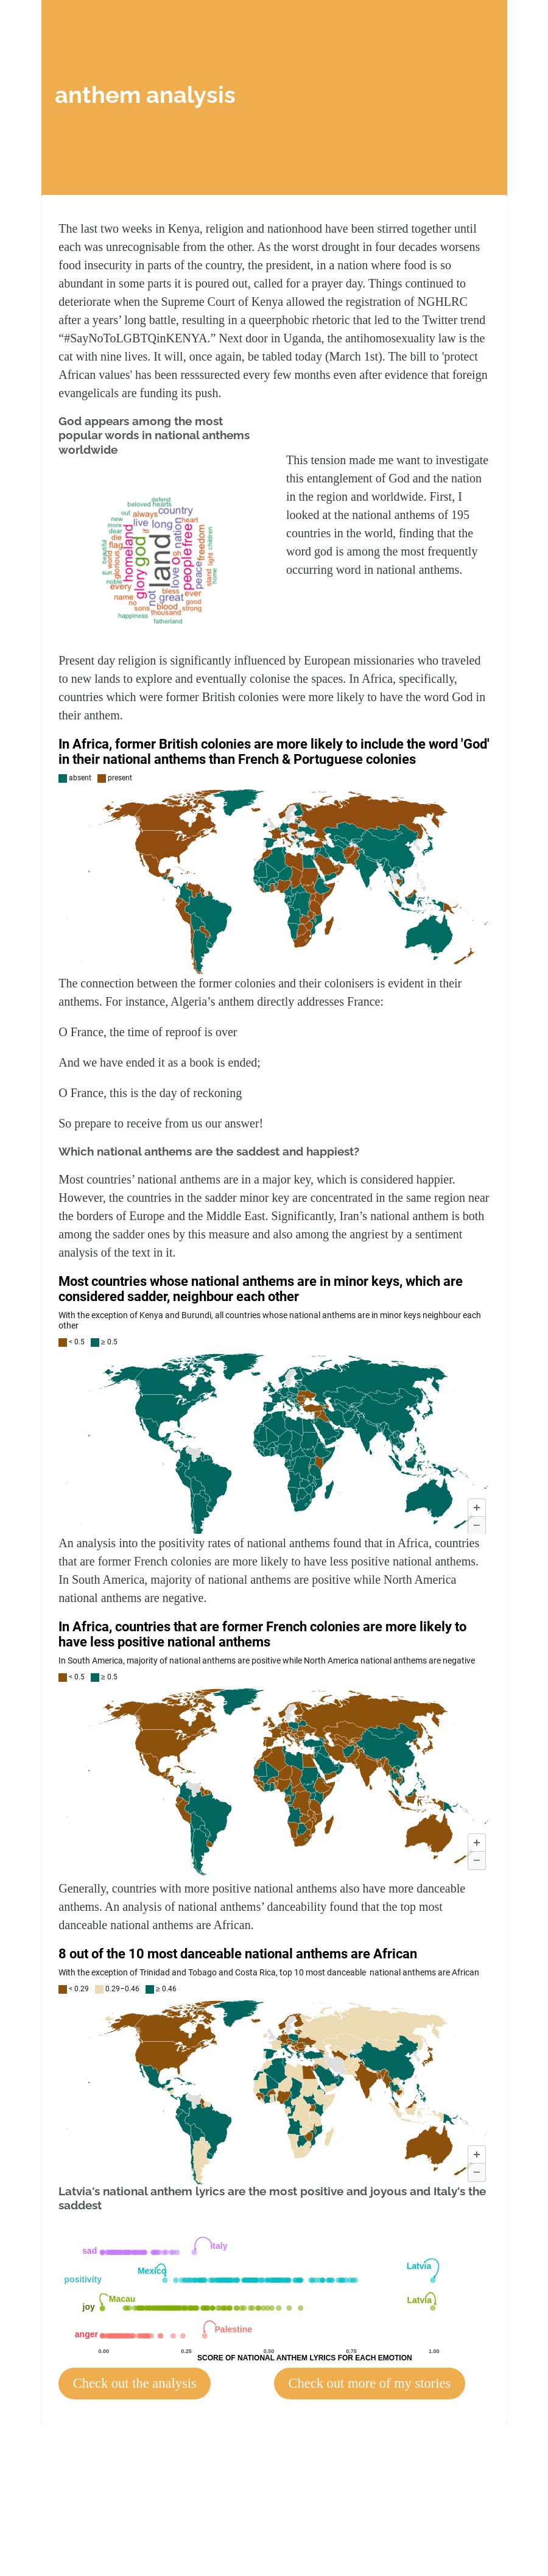 anthem analysis
The last two weeks in Kenya, religion and nationhood have been stirred together until
each was unrecognisable from the other. As the worst drought in four decades worsens
food insecurity in parts of the country, the president, in a nation where food is so
abundant in some parts it is poured out, called for a prayer day. Things continued to
deteriorate when the Supreme Court of Kenya allowed the registration of NGHLRC
after a years’ long battle, resulting in a queerphobic rhetoric that led to the Twitter trend
“#SayNoToLGBTQinKENYA.” Next door in Uganda, the antihomosexuality law is the
cat with nine lives. It will, once again, be tabled today (March 1st). The bill to 'protect
African values' has been resssurected every few months even after evidence that foreign
evangelicals are funding its push.
God appears among the most
popular words in national anthems
worldwide
defend
beloved hearts
out always country
new
more
dear
die
flag
live long
if
heart
nation
beautiful
world
sun
noble
glorious
homeland
glory
god
land
love
oh
people
free
peace
freedom
stand
light
children
home
every
name
no
not
bless
great
ever
good
sons blood strong
thousand
happiness
fatherland
This tension made me want to investigate
this entanglement of God and the nation
in the region and worldwide. First, I
looked at the national anthems of 195
countries in the world, finding that the
word god is among the most frequently
occurring word in national anthems.
Present day religion is significantly influenced by European missionaries who traveled
to new lands to explore and eventually colonise the spaces. In Africa, specifically,
countries which were former British colonies were more likely to have the word God in
their anthem.
In Africa, former British colonies are more likely to include the word 'God'
in their national anthems than French & Portuguese colonies
absent present
The connection between the former colonies and their colonisers is evident in their
anthems. For instance, Algeria’s anthem directly addresses France:
O France, the time of reproof is over
And we have ended it as a book is ended;
O France, this is the day of reckoning
So prepare to receive from us our answer!
Which national anthems are the saddest and happiest?
Most countries’ national anthems are in a major key, which is considered happier.
However, the countries in the sadder minor key are concentrated in the same region near
the borders of Europe and the Middle East. Significantly, Iran’s national anthem is both
among the sadder ones by this measure and also among the angriest by a sentiment
analysis of the text in it.
Most countries whose national anthems are in minor keys, which are
considered sadder, neighbour each other
With the exception of Kenya and Burundi, all countries whose national anthems are in minor keys neighbour each
other
< 0.5 ≥ 0.5
+
−
An analysis into the positivity rates of national anthems found that in Africa, countries
that are former French colonies are more likely to have less positive national anthems.
In South America, majority of national anthems are positive while North America
national anthems are negative.
In Africa, countries that are former French colonies are more likely to
have less positive national anthems
In South America, majority of national anthems are positive while North America national anthems are negative
< 0.5 ≥ 0.5
+
−
Generally, countries with more positive national anthems also have more danceable
anthems. An analysis of national anthems’ danceability found that the top most
danceable national anthems are African.
8 out of the 10 most danceable national anthems are African
With the exception of Trinidad and Tobago and Costa Rica, top 10 most danceable national anthems are African
< 0.29 0.29–0.46 ≥ 0.46
+
−
Latvia's national anthem lyrics are the most positive and joyous and Italy's the
saddest
sad Italy
Mexico Latvia
positivity
Macau Latvia
joy
anger Palestine
0.00 0.25 0.50 0.75 1.00
SCORE OF NATIONAL ANTHEM LYRICS FOR EACH EMOTION
Check out the analysis Check out more of my stories